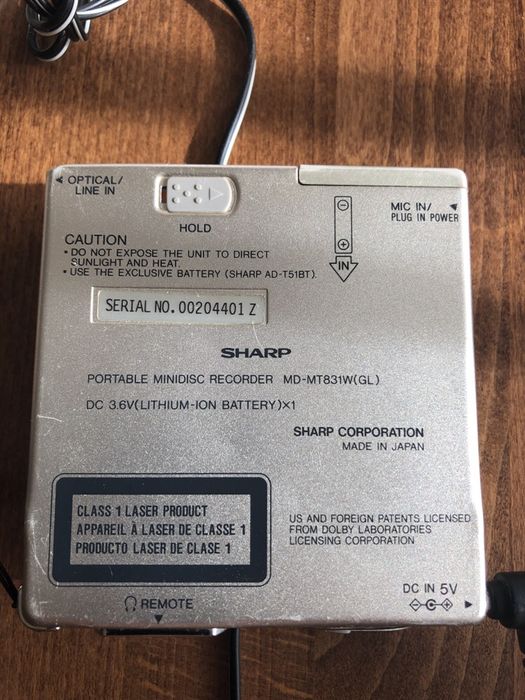 OPTICAL/
LINE IN
HOLD
MIC IN/
PLUG IN POWER
IN
CAUTION
• DO NOT EXPOSE THE UNIT TO DIRECT
SUNLIGHT AND HEAT.
• USE THE EXCLUSIVE BATTERY (SHARP AD-T51BT).
SERIAL NO. 00204401 Z
SHARP
PORTABLE MINIDISC RECORDER MD-MT831W(GL)
DC 3.6V(LITHIUM-ION BATTERY)×1
SHARP CORPORATION
MADE IN JAPAN
CLASS 1 LASER PRODUCT
APPAREIL À LASER DE CLASSE 1
PRODUCTO LASER DE CLASE 1
US AND FOREIGN PATENTS LICENSED
FROM DOLBY LABORATORIES
LICENSING CORPORATION
REMOTE
DC IN 5V